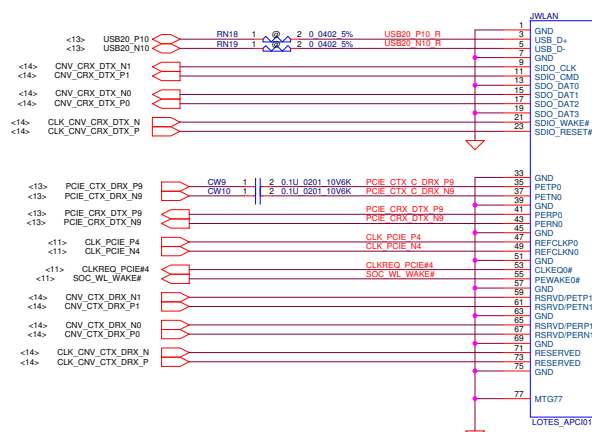 JWLAN
1 GND
<13> USB20_P10 RN18 1 @ 2 0_0402_5% USB20_P10_R 3 USB_D+
<13> USB20_N10 RN19 1 @ 2 0_0402_5% USB20_N10_R 5 USB_D-
7 GND
<14> CNV_CRX_DTX_N1 9 SIDO_CLK
<14> CNV_CRX_DTX_P1 11 SDIO_CMD
13 SDO_DAT0
<14> CNV_CRX_DTX_N0 15 SDO_DAT1
<14> CNV_CRX_DTX_P0 17 SDO_DAT2
19 SDO_DAT3
<14> CLK_CNV_CRX_DTX_N 21 SDIO_WAKE#
<14> CLK_CNV_CRX_DTX_P 23 SDIO_RESET#
33 GND
<13> PCIE_CTX_DRX_P9 CW9 1 2 0.1U_0201_10V6K PCIE_CTX_C_DRX_P9 35 PETP0
<13> PCIE_CTX_DRX_N9 CW10 1 2 0.1U_0201_10V6K PCIE_CTX_C_DRX_N9 37 PETN0
39 GND
<13> PCIE_CRX_DTX_P9 PCIE_CRX_DTX_P9 41 PERP0
<13> PCIE_CRX_DTX_N9 PCIE_CRX_DTX_N9 43 PERN0
45 GND
<11> CLK_PCIE_P4 CLK_PCIE_P4 47 REFCLKP0
<11> CLK_PCIE_N4 CLK_PCIE_N4 49 REFCLKN0
51 GND
<11> CLKREQ_PCIE#4 CLKREQ_PCIE#4 53 CLKEQ0#
<11> SOC_WL_WAKE# SOC_WL_WAKE# 55 PEWAKE0#
57 GND
<14> CNV_CTX_DRX_N1 59 RSRVD/PETP1
<14> CNV_CTX_DRX_P1 61 RSRVD/PETN1
63 GND
<14> CNV_CTX_DRX_N0 65 RSRVD/PERP1
<14> CNV_CTX_DRX_P0 67 RSRVD/PERN1
69 GND
<14> CLK_CNV_CTX_DRX_N 71 RESERVED
<14> CLK_CNV_CTX_DRX_P 73 RESERVED
75 GND
77 MTG77
LOTES_APCI01